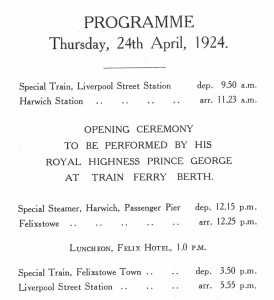 PROGRAMME
Thursday, 24th April, 1924.
Special Train, Liverpool Street Station dep. 9.50 a.m.
Harwich Station .. .. .. .. arr. 11.23 a.m.
OPENING CEREMONY
TO BE PERFORMED BY HIS
ROYAL HIGHNESS PRINCE GEORGE
AT TRAIN FERRY BERTH.
Special Steamer, Harwich, Passenger Pier dep. 12.15 p.m.
Felixstowe .. .. .. .. arr. 12.25 p.m.
LUNCHEON, FELIX HOTEL, 1.0 P.M.
Special Train, Felixstowe Town .. .. dep. 3.50 p.m.
Liverpool Street Station .. .. .. arr. 5.55 p.m.